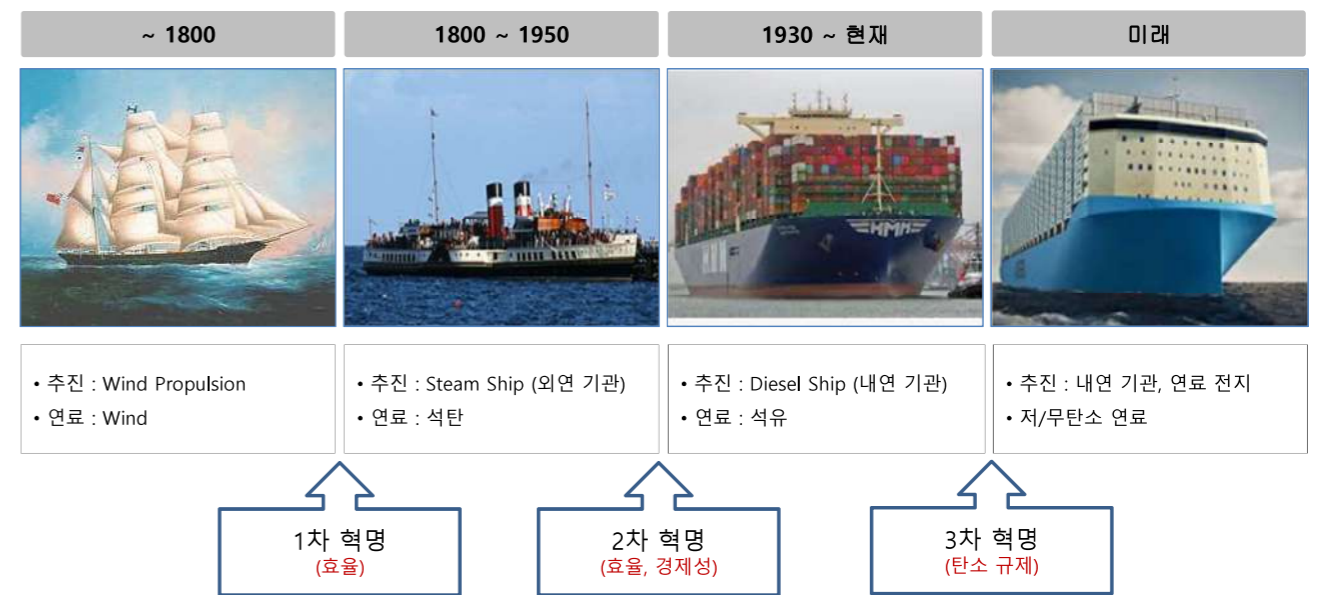 ~ 1800
1800 ~ 1950
1930 ~ 현재
미래
HMM
• 추진 : Wind Propulsion
• 연료 : Wind
• 추진 : Steam Ship (외연 기관)
• 연료 : 석탄
• 추진 : Diesel Ship (내연 기관)
• 연료 : 석유
• 추진 : 내연 기관, 연료 전지
• 저/무탄소 연료
1차 혁명
(효율)
2차 혁명
(효율, 경제성)
3차 혁명
(탄소 규제)